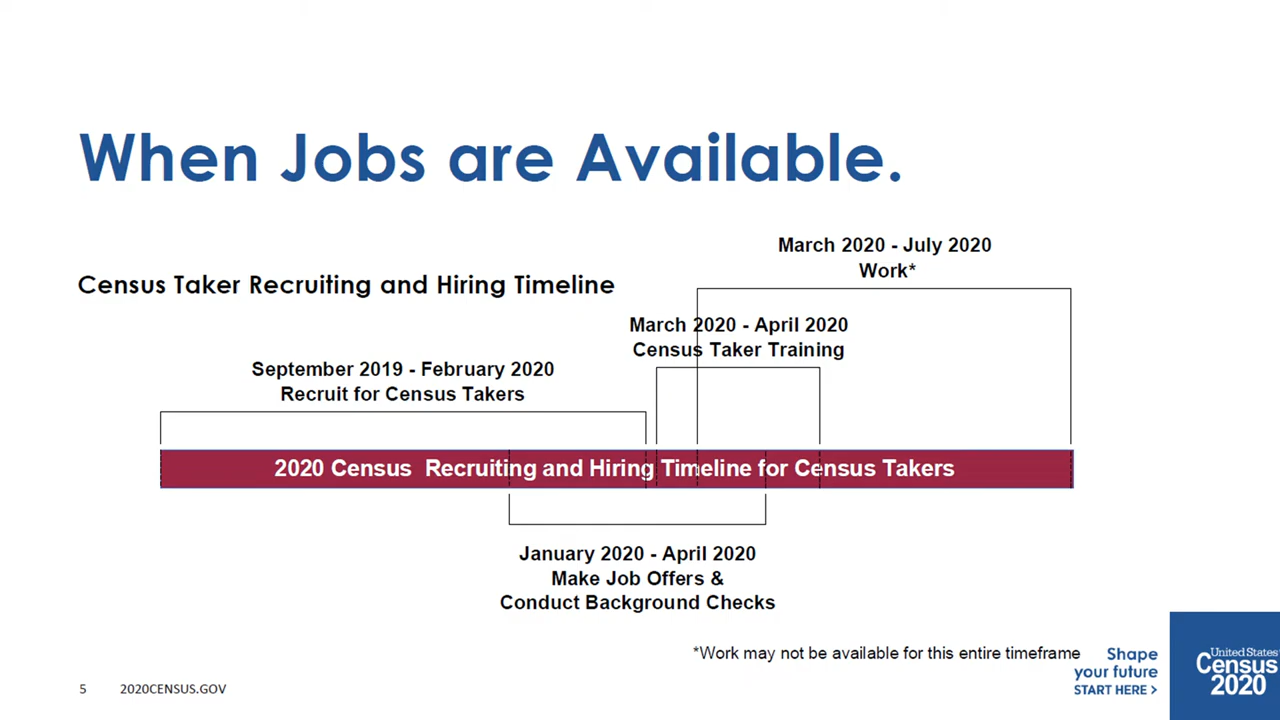 When Jobs are Available.
Census Taker Recruiting and Hiring Timeline
March 2020 - July 2020
Work*
March 2020 - April 2020
Census Taker Training
September 2019 - February 2020
Recruit for Census Takers
2020 Census Recruiting and Hiring Timeline for Census Takers
January 2020 - April 2020
Make Job Offers &
Conduct Background Checks
*Work may not be available for this entire timeframe
Shape
your future
START HERE >
United States
Census
2020
5 2020CENSUS.GOV